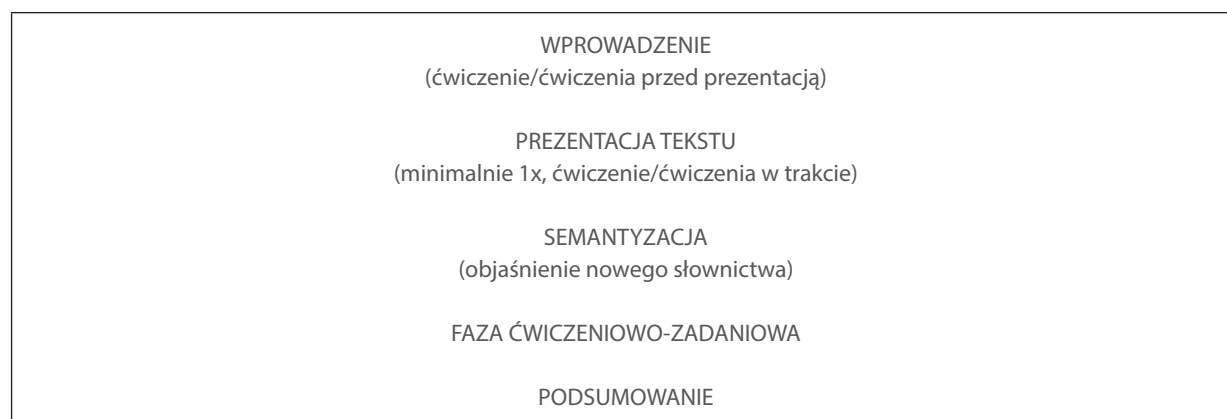 WPROWADZENIE
(ćwiczenie/ćwiczenia przed prezentacją)
PREZENTACJA TEKSTU
(minimalnie 1x, ćwiczenie/ćwiczenia w trakcie)
SEMANTYZACJA
(objaśnienie nowego słownictwa)
FAZA ĆWICZENIOWO-ZADANIOWA
PODSUMOWANIE